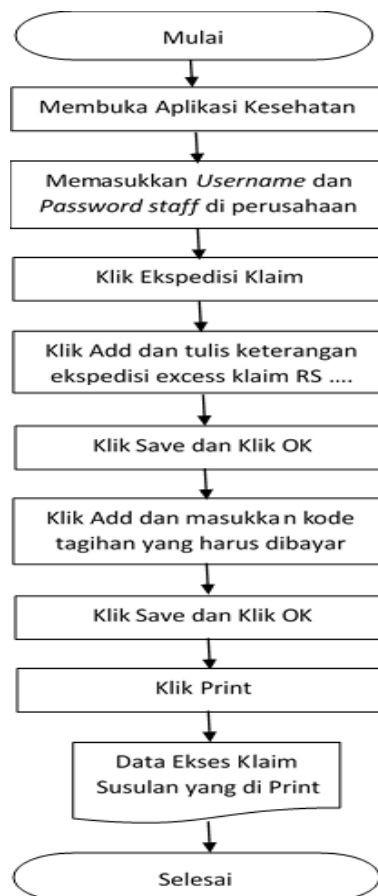 Mulai
Membuka Aplikasi Kesehatan
Memasukkan Username dan
Password staff di perusahaan
Klik Ekspedisi Klaim
Klik Add dan tulis keterangan
ekspedisi excess klaim RS ....
Klik Save dan Klik OK
Klik Add dan masukkan kode
tagihan yang harus dibayar
Klik Save dan Klik OK
Klik Print
Data Ekses Klaim
Susulan yang di Print
Selesai